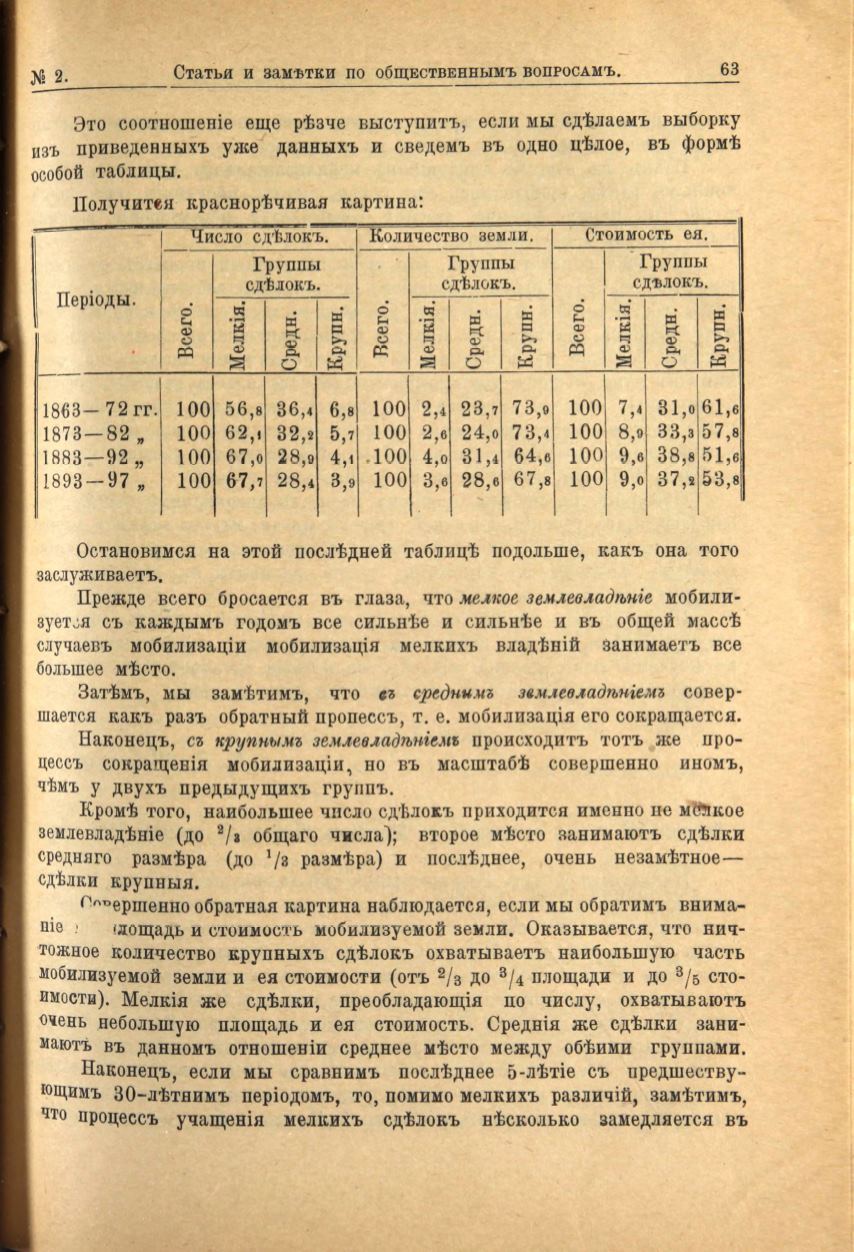 № 2.
Статья и замѣтки по общественнымъ вопросамъ.
63
Это соотношеніе еще рѣзче выступитъ, если мы сдѣлаемъ выборку
изъ приведенныхъ уже данныхъ и сведемъ въ одно цѣлое, въ формѣ
особой таблицы.
Получится краснорѣчивая картина:
Періоды.
Число сдѣлокъ.
Количество земли.
Стоимость ея.
Всего.
Группы
сдѣлокъ.
Мелкія.
Средн.
Крупн.
Всего.
Группы
сдѣлокъ.
Мелкія.
Средн.
Крупн.
Всего.
Группы
сдѣлокъ.
Мелкія.
Средн.
Крупн.
1863—72 гг. 100 56,8 36,4 6,8 100 2,4 23,7 73,9 100 7,4 31,0 61,6
1873—82 „ 100 62,1 32,2 5,7 100 2,6 24,0 73,4 100 8,9 33,3 57,8
1883—92 „ 100 67,0 28,9 4,1 100 4,0 31,4 64,6 100 9,6 38,8 51,6
1893—97 „ 100 67,7 28,4 3,9 100 3,6 28,6 67,8 100 9,0 37,2 53,8
Остановимся на этой послѣдней таблицѣ подольше, какъ она того
заслуживаетъ.
Прежде всего бросается въ глаза, что мелкое землевладѣніе мобили-
зуется съ каждымъ годомъ все сильнѣе и сильнѣе и въ общей массѣ
случаевъ мобилизаціи мобилизація мелкихъ владѣній занимаетъ все
большее мѣсто.
Затѣмъ, мы замѣтимъ, что съ среднимъ землевладѣніемъ совер-
шается какъ разъ обратный процессъ, т. е. мобилизація его сокращается.
Наконецъ, съ крупнымъ землевладѣніемъ происходитъ тотъ же про-
цессъ сокращенія мобилизаціи, но въ масштабѣ совершенно иномъ,
чѣмъ у двухъ предыдущихъ группъ.
Кромѣ того, наибольшее число сдѣлокъ приходится именно не мелкое
землевладѣніе (до 2/3 общаго числа); второе мѣсто занимаютъ сдѣлки
средняго размѣра (до 1/3 размѣра) и послѣднее, очень незамѣтное—
сдѣлки крупныя.
Совершенно обратная картина наблюдается, если мы обратимъ внима-
ніе площадь и стоимость мобилизуемой земли. Оказывается, что нич-
тожное количество крупныхъ сдѣлокъ охватываетъ наибольшую часть
мобилизуемой земли и ея стоимости (отъ 2/3 до 3/4 площади и до 3/5 сто-
имости). Мелкія же сдѣлки, преобладающія по числу, охватываютъ
очень небольшую площадь и ея стоимость. Среднія же сдѣлки зани-
маютъ въ данномъ отношеніи среднее мѣсто между обѣими группами.
Наконецъ, если мы сравнимъ послѣднее 5-лѣтіе съ предшеству-
ющимъ 30-лѣтнимъ періодомъ, то, помимо мелкихъ различій, замѣтимъ,
что процессъ учащенія мелкихъ сдѣлокъ нѣсколько замедляется въ